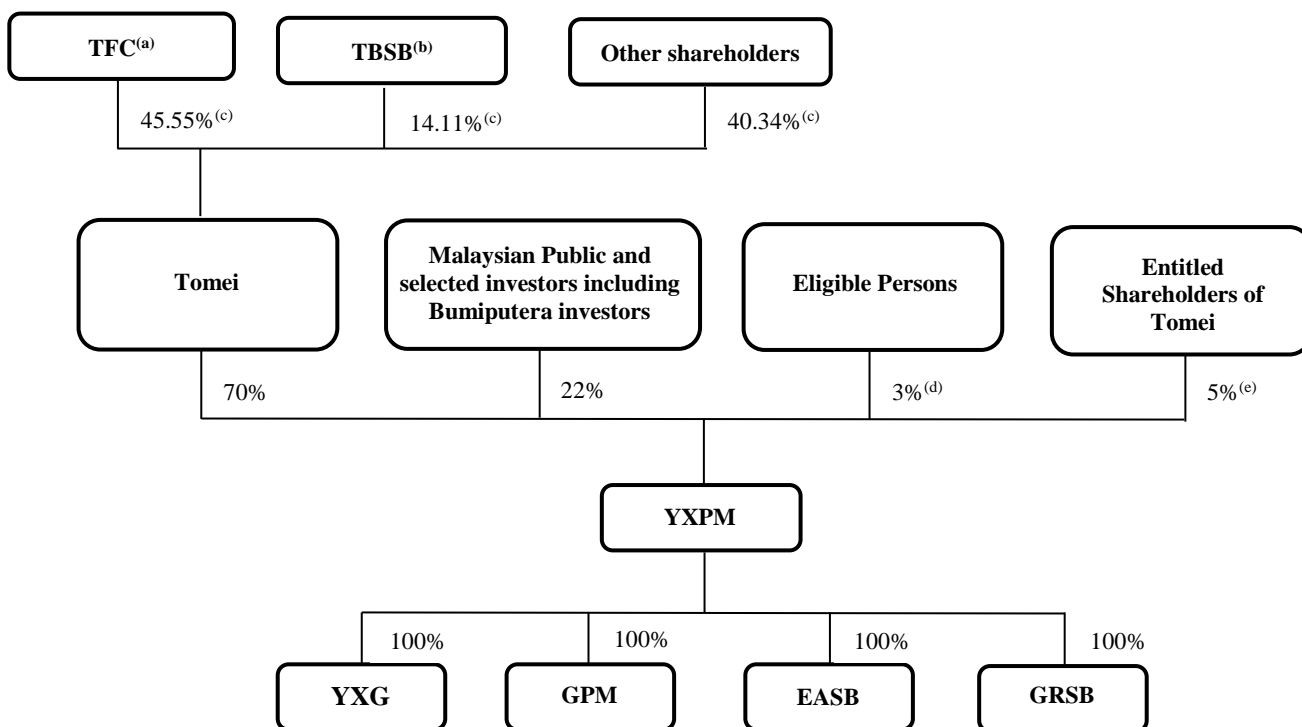 TFC(a)
TBSB(b)
Other shareholders
45.55%(c)
14.11%(c)
40.34%(c)
Tomei
Malaysian Public and
selected investors including
Bumiputera investors
Eligible Persons
Entitled
Shareholders of
Tomei
70%
22%
3%(d)
5%(e)
YXPM
100%
100%
100%
100%
YXG
GPM
EASB
GRSB